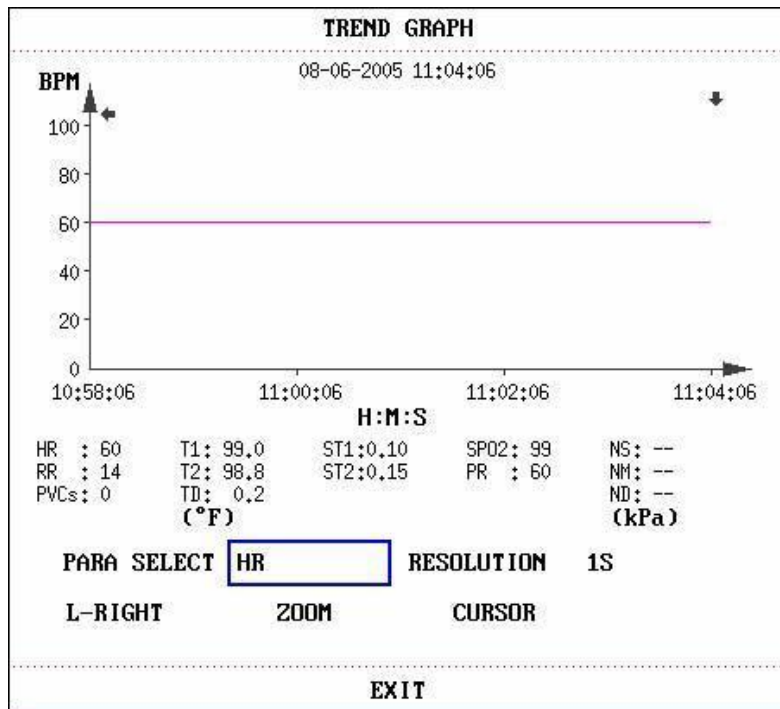 TREND GRAPH
08-06-2005 11:04:06
BPM
100
80
60
40
20
0
10:58:06 11:00:06 11:02:06 11:04:06
H:M:S
HR : 60 T1: 99.0 ST1:0.10 SPO2: 99 NS: --
RR : 14 T2: 98.8 ST2:0.15 PR : 60 NM: --
PVCs: 0 TD: 0.2 ND: --
(°F) (kPa)
PARA SELECT HR RESOLUTION 1S
L-RIGHT ZOOM CURSOR
EXIT